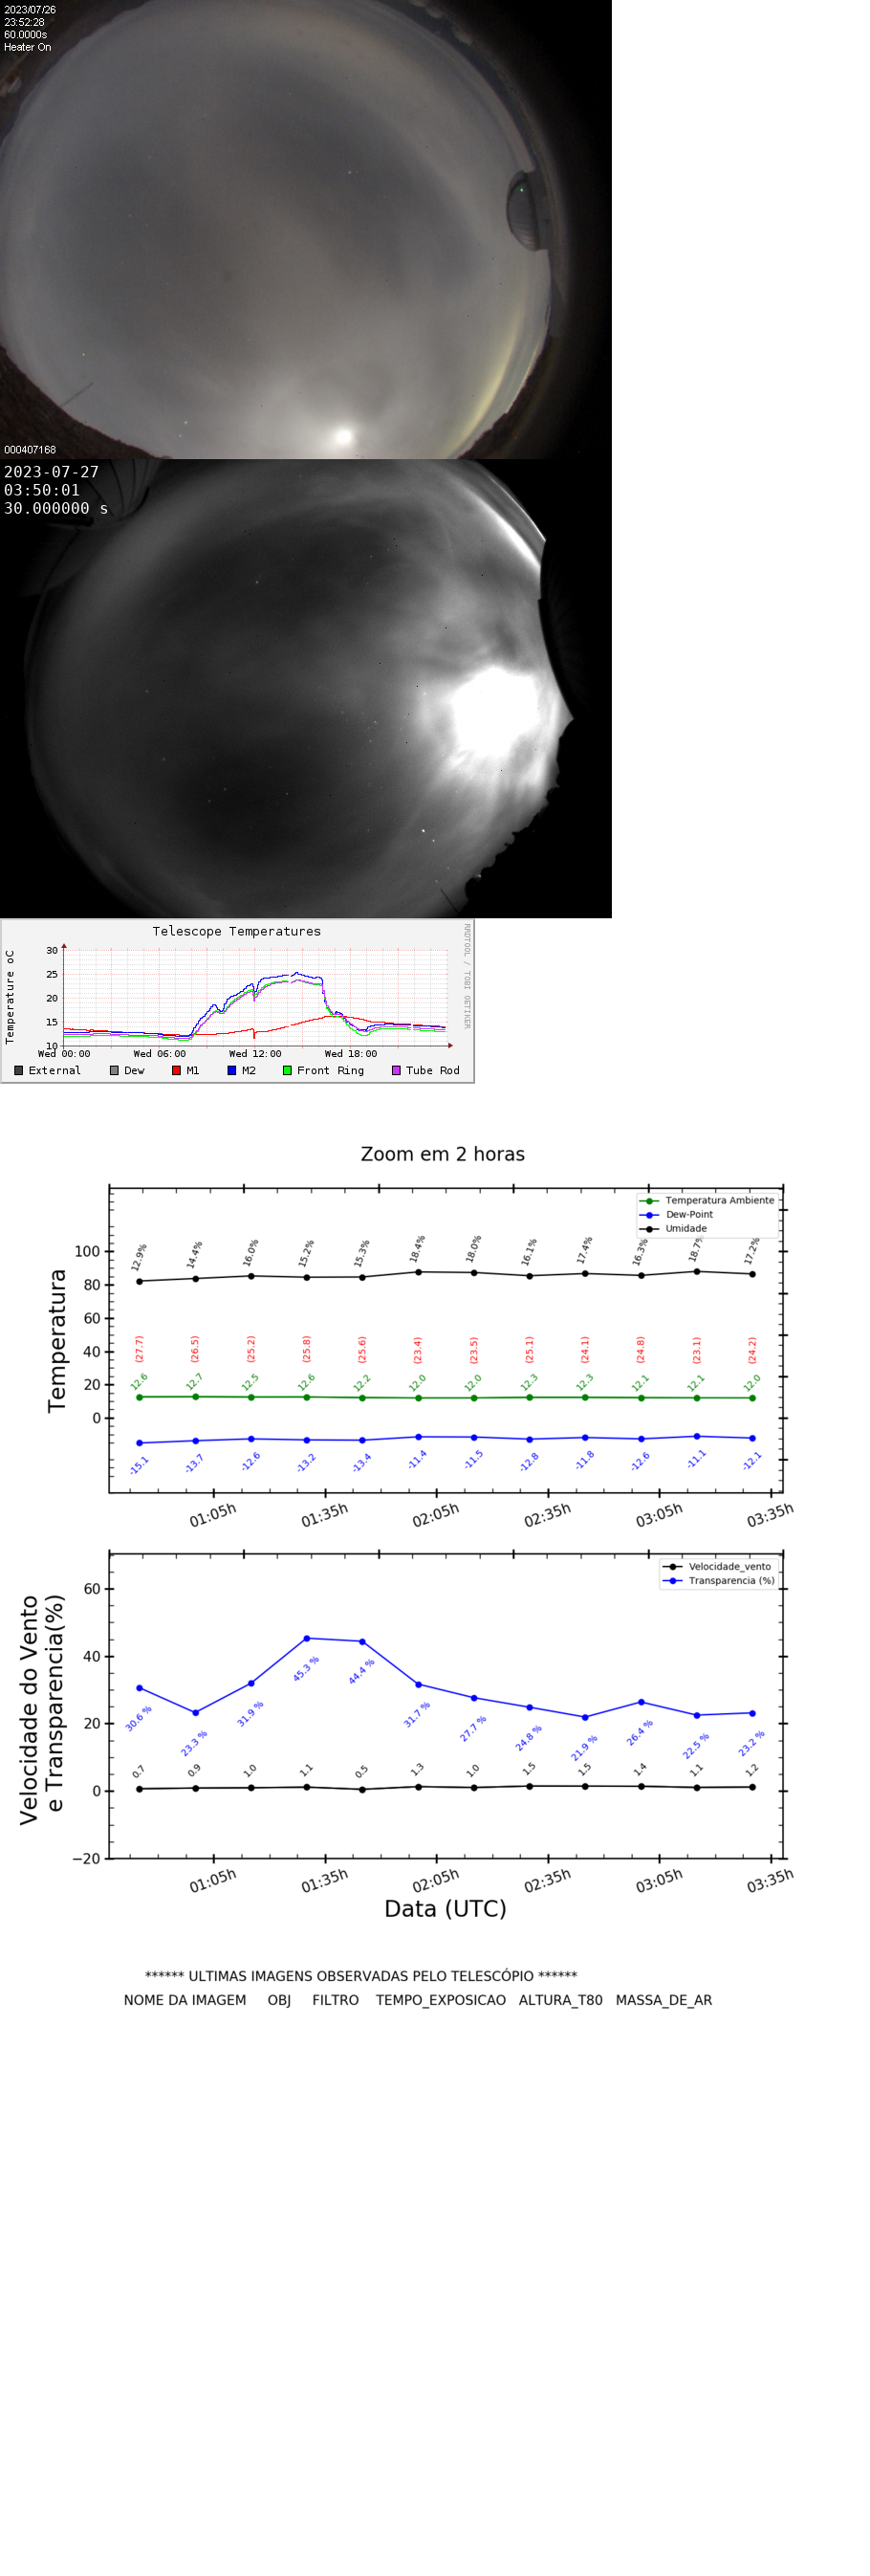 2023/07/26
23:52:28
60.0000s
Heater On
000407168
2023-07-27
03:50:01
30.000000 s
Telescope Temperatures
RRDTOOL / TOBI OETIKER
Temperature oC
30
25
20
15
10
Wed 00:00 Wed 06:00 Wed 12:00 Wed 18:00
External Dew M1 M2 Front Ring Tube Rod
Zoom em 2 horas
Temperatura Ambiente
Dew-Point
Umidade
Temperatura
100
80
60
40
20
0
12.9% 14.4% 16.0% 15.2% 15.3% 18.4% 18.0% 16.1% 17.4% 16.3% 18.7% 17.2%
(27.7) (26.5) (25.2) (25.8) (25.6) (23.4) (23.5) (25.1) (24.1) (24.8) (23.1) (24.2)
12.6 12.7 12.5 12.6 12.2 12.0 12.0 12.3 12.3 12.1 12.1 12.0
-15.1 -13.7 -12.6 -13.2 -13.4 -11.4 -11.5 -12.8 -11.8 -12.6 -11.1 -12.1
01:05h 01:35h 02:05h 02:35h 03:05h 03:35h
Velocidade_vento
Transparencia (%)
Velocidade do Vento
e Transparencia(%)
60
40
20
0
−20
30.6 % 23.3 % 31.9 % 45.3 % 44.4 % 31.7 % 27.7 % 24.8 % 21.9 % 26.4 % 22.5 % 23.2 %
0.7 0.9 1.0 1.1 0.5 1.3 1.0 1.5 1.5 1.4 1.1 1.2
01:05h 01:35h 02:05h 02:35h 03:05h 03:35h
Data (UTC)
****** ULTIMAS IMAGENS OBSERVADAS PELO TELESCÓPIO ******
NOME DA IMAGEM OBJ FILTRO TEMPO_EXPOSICAO ALTURA_T80 MASSA_DE_AR